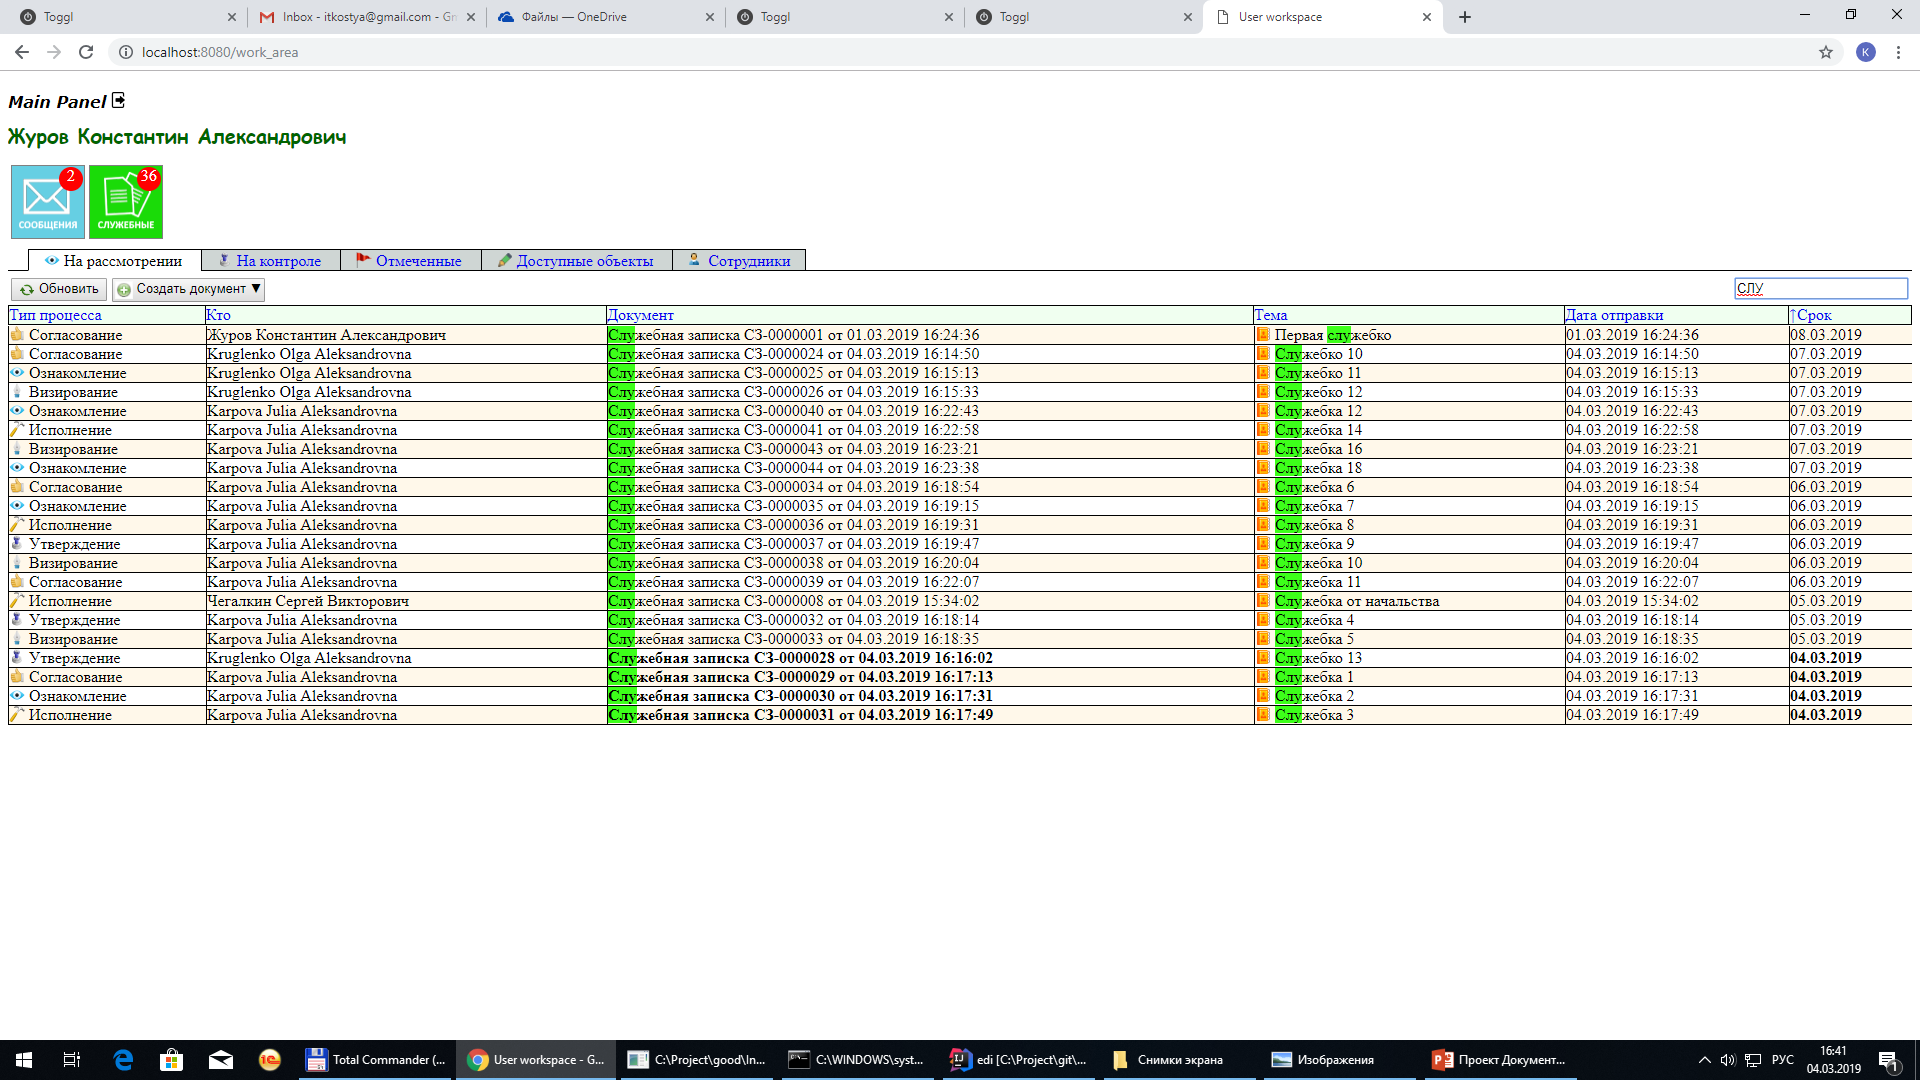 Toggl Inbox - itkostya@gmail.com - Gm Файлы — OneDrive Toggl Toggl User workspace
localhost:8080/work_area K
Main Panel
Журов Константин Александрович
2 36
СООБЩЕНИЯ СЛУЖЕБНЫЕ
На рассмотрении На контроле Отмеченные Доступные объекты Сотрудники
Обновить Создать документ ▼ СЛУ
Тип процесса Кто Документ Тема Дата отправки ↑Срок
Согласование Журов Константин Александрович Служебная записка СЗ-0000001 от 01.03.2019 16:24:36 Первая служебко 01.03.2019 16:24:36 08.03.2019
Согласование Kruglenko Olga Aleksandrovna Служебная записка СЗ-0000024 от 04.03.2019 16:14:50 Служебко 10 04.03.2019 16:14:50 07.03.2019
Ознакомление Kruglenko Olga Aleksandrovna Служебная записка СЗ-0000025 от 04.03.2019 16:15:13 Служебко 11 04.03.2019 16:15:13 07.03.2019
Визирование Kruglenko Olga Aleksandrovna Служебная записка СЗ-0000026 от 04.03.2019 16:15:33 Служебко 12 04.03.2019 16:15:33 07.03.2019
Ознакомление Karpova Julia Aleksandrovna Служебная записка СЗ-0000040 от 04.03.2019 16:22:43 Служебка 12 04.03.2019 16:22:43 07.03.2019
Исполнение Karpova Julia Aleksandrovna Служебная записка СЗ-0000041 от 04.03.2019 16:22:58 Служебка 14 04.03.2019 16:22:58 07.03.2019
Визирование Karpova Julia Aleksandrovna Служебная записка СЗ-0000043 от 04.03.2019 16:23:21 Служебка 16 04.03.2019 16:23:21 07.03.2019
Ознакомление Karpova Julia Aleksandrovna Служебная записка СЗ-0000044 от 04.03.2019 16:23:38 Служебка 18 04.03.2019 16:23:38 07.03.2019
Согласование Karpova Julia Aleksandrovna Служебная записка СЗ-0000034 от 04.03.2019 16:18:54 Служебка 6 04.03.2019 16:18:54 06.03.2019
Ознакомление Karpova Julia Aleksandrovna Служебная записка СЗ-0000035 от 04.03.2019 16:19:15 Служебка 7 04.03.2019 16:19:15 06.03.2019
Исполнение Karpova Julia Aleksandrovna Служебная записка СЗ-0000036 от 04.03.2019 16:19:31 Служебка 8 04.03.2019 16:19:31 06.03.2019
Утверждение Karpova Julia Aleksandrovna Служебная записка СЗ-0000037 от 04.03.2019 16:19:47 Служебка 9 04.03.2019 16:19:47 06.03.2019
Визирование Karpova Julia Aleksandrovna Служебная записка СЗ-0000038 от 04.03.2019 16:20:04 Служебка 10 04.03.2019 16:20:04 06.03.2019
Согласование Karpova Julia Aleksandrovna Служебная записка СЗ-0000039 от 04.03.2019 16:22:07 Служебка 11 04.03.2019 16:22:07 06.03.2019
Исполнение Чегалкин Сергей Викторович Служебная записка СЗ-0000008 от 04.03.2019 15:34:02 Служебка от начальства 04.03.2019 15:34:02 05.03.2019
Утверждение Karpova Julia Aleksandrovna Служебная записка СЗ-0000032 от 04.03.2019 16:18:14 Служебка 4 04.03.2019 16:18:14 05.03.2019
Визирование Karpova Julia Aleksandrovna Служебная записка СЗ-0000033 от 04.03.2019 16:18:35 Служебка 5 04.03.2019 16:18:35 05.03.2019
Утверждение Kruglenko Olga Aleksandrovna Служебная записка СЗ-0000028 от 04.03.2019 16:16:02 Служебко 13 04.03.2019 16:16:02 04.03.2019
Согласование Karpova Julia Aleksandrovna Служебная записка СЗ-0000029 от 04.03.2019 16:17:13 Служебка 1 04.03.2019 16:17:13 04.03.2019
Ознакомление Karpova Julia Aleksandrovna Служебная записка СЗ-0000030 от 04.03.2019 16:17:31 Служебка 2 04.03.2019 16:17:31 04.03.2019
Исполнение Karpova Julia Aleksandrovna Служебная записка СЗ-0000031 от 04.03.2019 16:17:49 Служебка 3 04.03.2019 16:17:49 04.03.2019
Total Commander (... User workspace - G... C:\Project\good\In... C:\WINDOWS\syst... edi [C:\Project\git\... Снимки экрана Изображения Проект Документ... РУС 16:41
04.03.2019 1